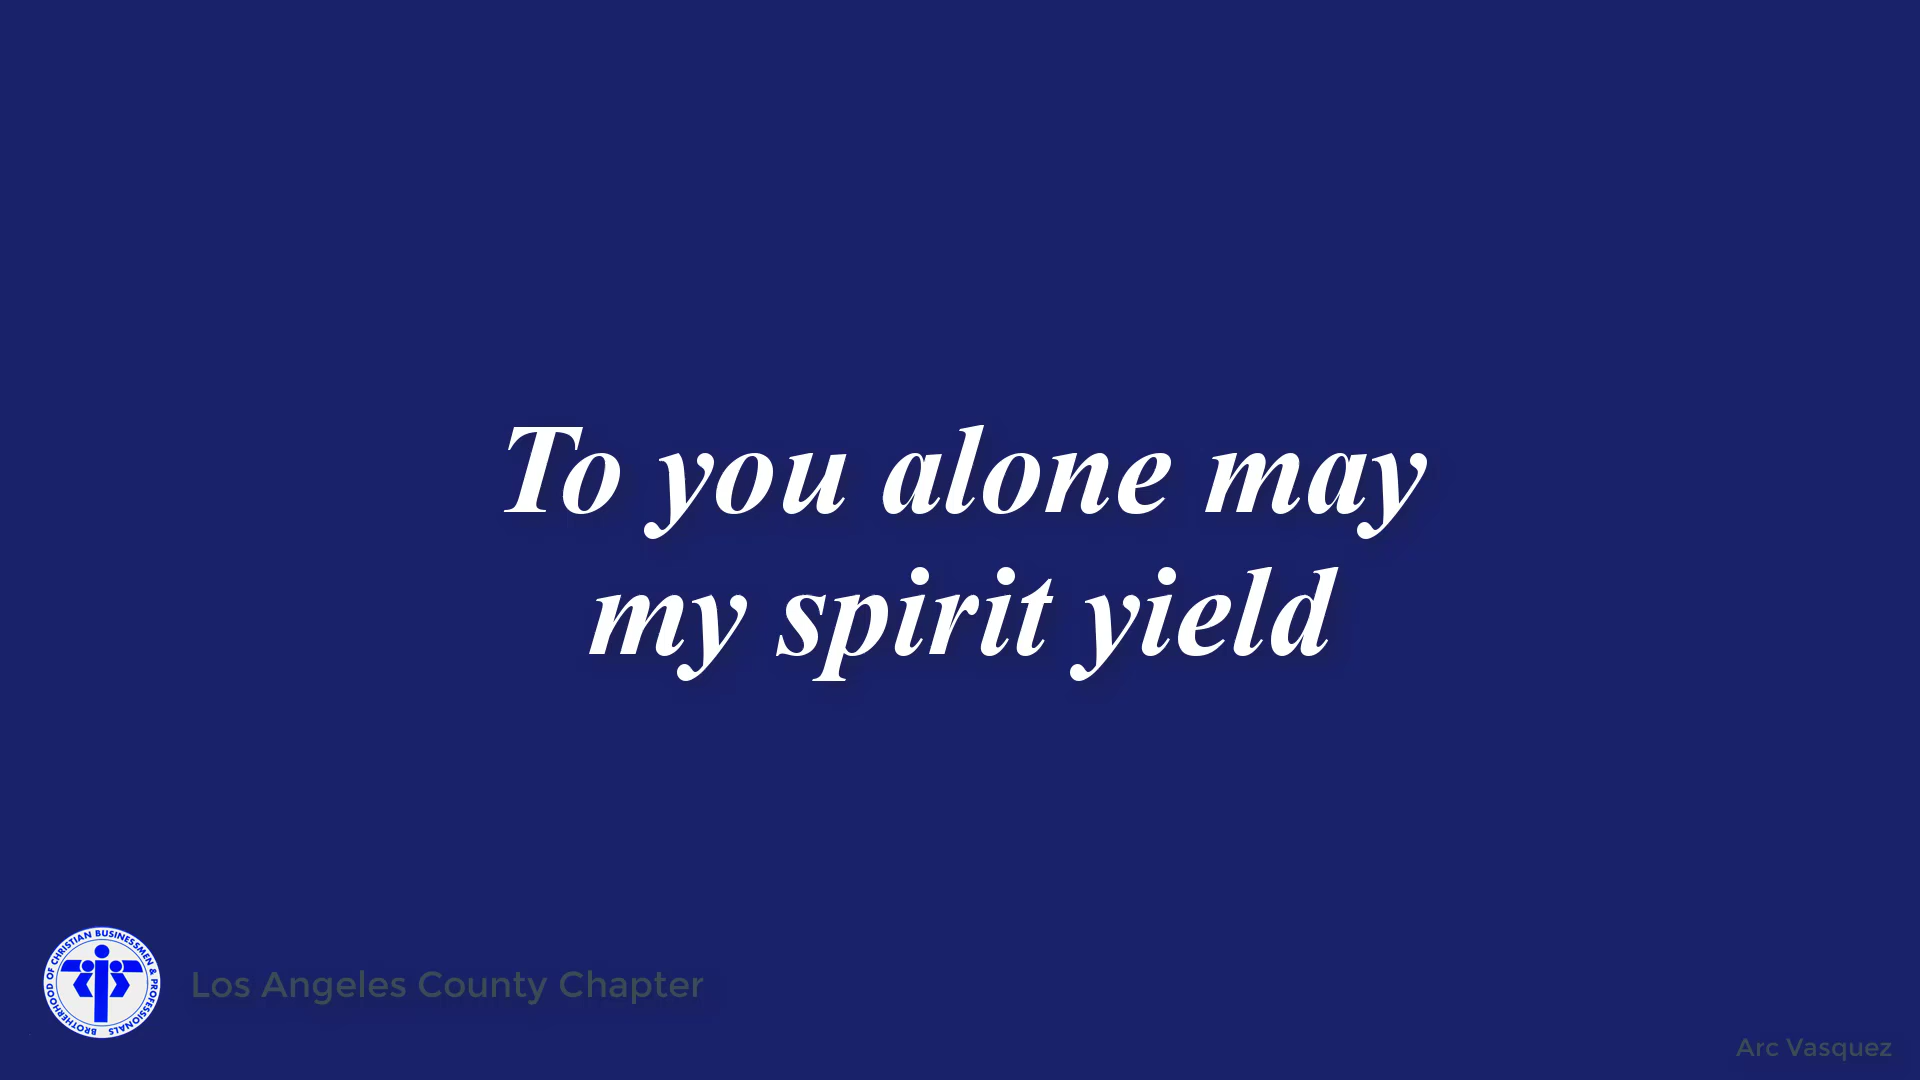 To you alone may
my spirit yield
BROTHERHOOD OF CHRISTIAN BUSINESSMEN & PROFESSIONALS
Los Angeles County Chapter
Arc Vasquez